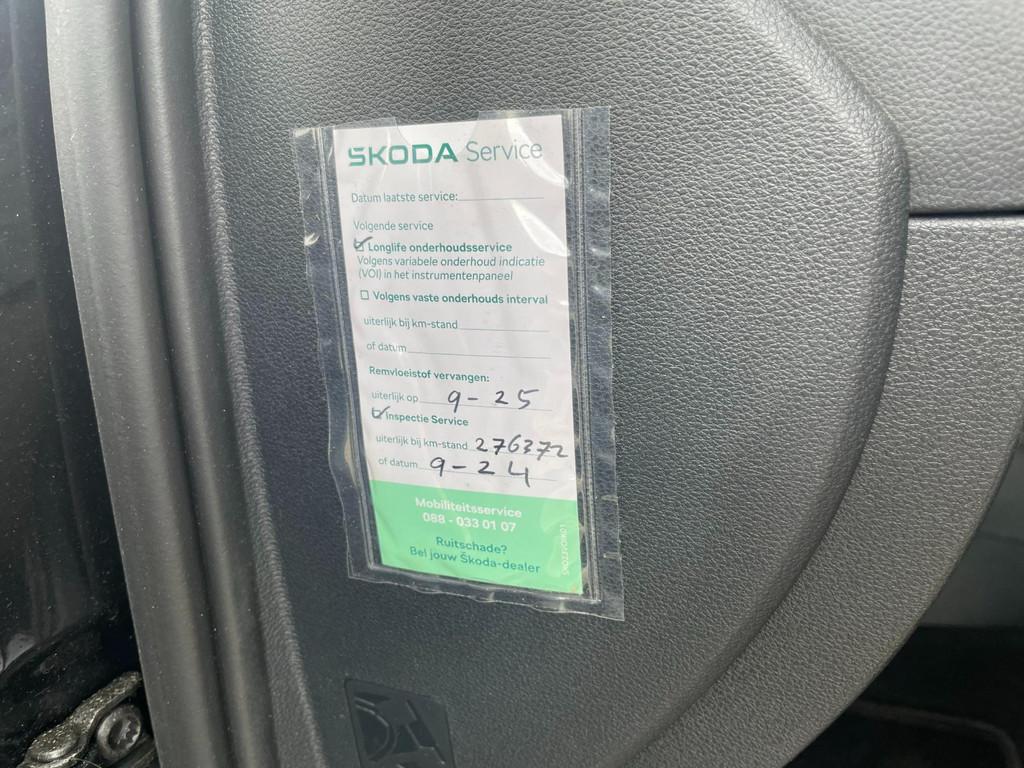 ŠKODA Service
Datum laatste service:
Volgende service
Longlife onderhoudsservice
Volgens variabele onderhoud indicatie
(VOI) in het instrumentenpaneel
Volgens vaste onderhouds interval
uiterlijk bij km-stand
of datum
Remvloeistof vervangen:
uiterlijk op 9-25
Inspectie Service
uiterlijk bij km-stand 276372
of datum 9-24
Mobiliteitsservice
088 - 033 01 07
Ruitschade?
Bel jouw Škoda-dealer